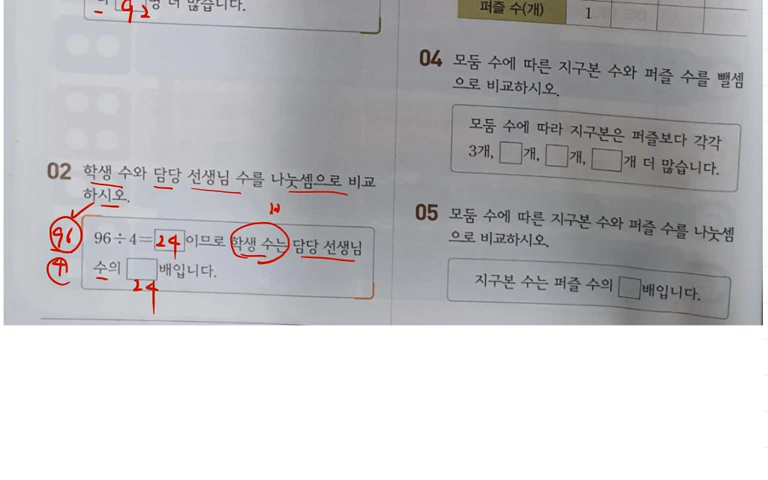 더 많습니다.
92
02 학생 수와 담당 선생님 수를 나눗셈으로 비교
하시오.
96
4
96÷4=24이므로 학생 수는 담당 선생님
수의 □배입니다.
24
퍼즐 수(개) 1
04 모둠 수에 따른 지구본 수와 퍼즐 수를 뺄셈
으로 비교하시오.
모둠 수에 따라 지구본은 퍼즐보다 각각
3개, □개, □개, □개 더 많습니다.
05 모둠 수에 따른 지구본 수와 퍼즐 수를 나눗셈
으로 비교하시오.
지구본 수는 퍼즐 수의 □배입니다.